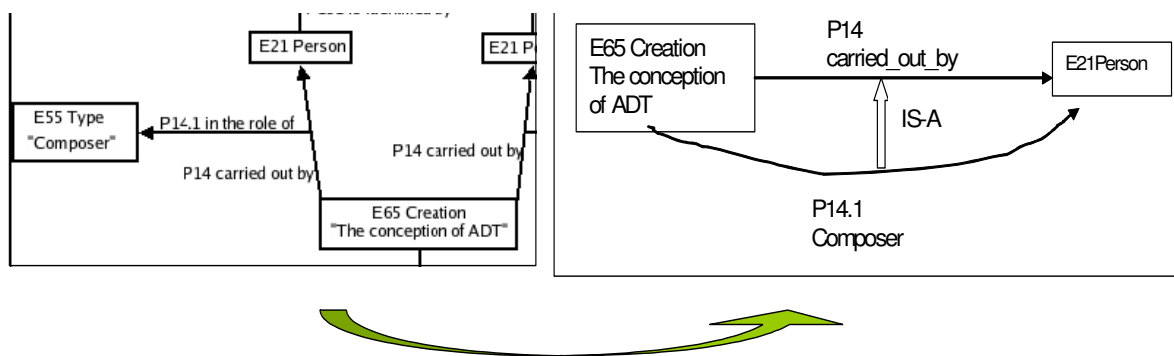 E21 Person
E21
E55 Type
"Composer"
P14.1 in the role of
P14 carried out by
P14 carried out by
E65 Creation
"The conception of ADT"
E65 Creation
The conception
of ADT
P14
carried_out_by
E21Person
IS-A
P14.1
Composer